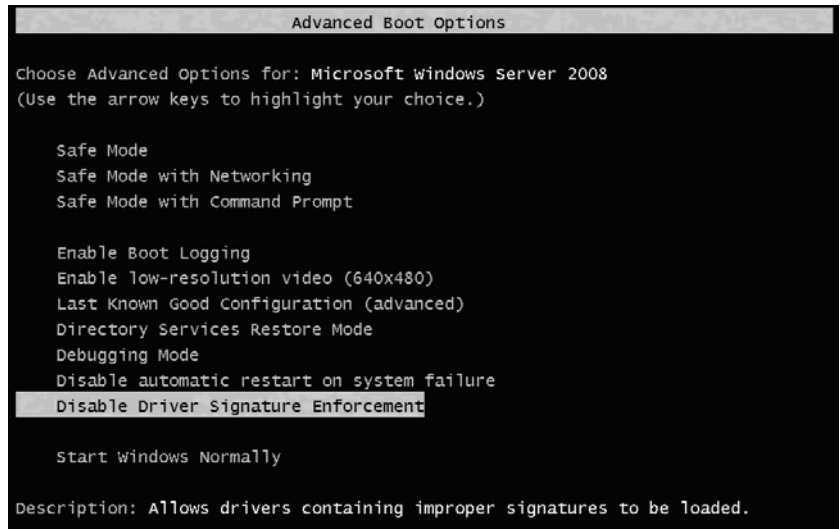 Advanced Boot Options
Choose Advanced Options for: Microsoft Windows Server 2008
(Use the arrow keys to highlight your choice.)
Safe Mode
Safe Mode with Networking
Safe Mode with Command Prompt
Enable Boot Logging
Enable low-resolution video (640x480)
Last Known Good Configuration (advanced)
Directory Services Restore Mode
Debugging Mode
Disable automatic restart on system failure
Disable Driver Signature Enforcement
Start Windows Normally
Description: Allows drivers containing improper signatures to be loaded.